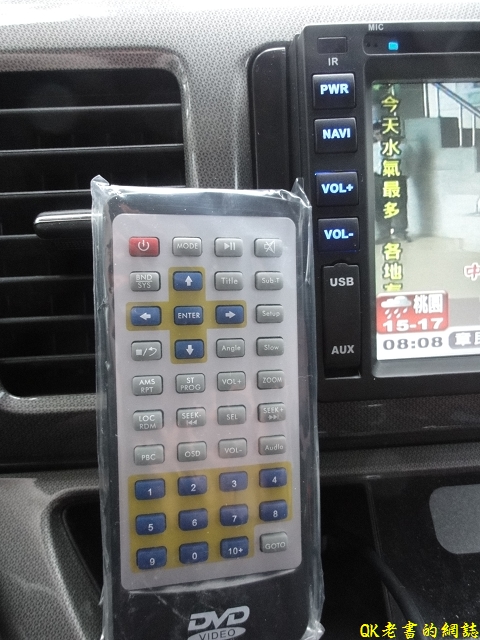 MIC
IR
PWR
NAVI
VOL+
VOL-
USB
AUX
今天水氣最多，各地
中
桃園
15-17
08:08
MODE
BND
SYS
Title
Sub-T
ENTER
Setup
Angle
Slow
AMS
RPT
ST
PROG
VOL+
ZOOM
LOC
RDM
SEEK-
SEL
SEEK+
PBC
OSD
VOL-
Audio
1
2
3
4
5
6
7
8
9
0
10+
GOTO
DVD
VIDEO
QK老書的網誌